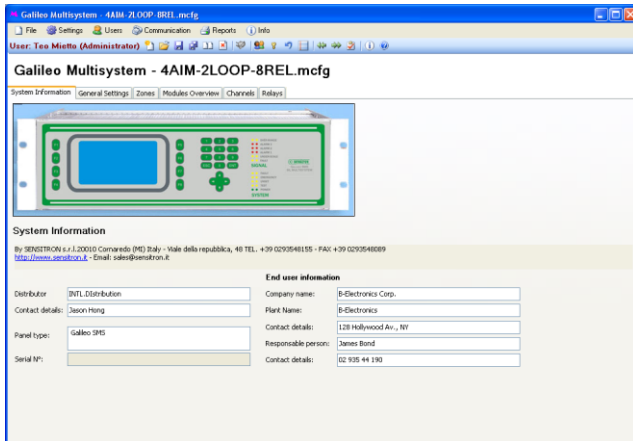 Galileo Multisystem - 4AIM-2LOOP-8REL.mcfg
File Settings Users Communication Reports Info
User: Teo Mietto (Administrator)
Galileo Multisystem - 4AIM-2LOOP-8REL.mcfg
System Information General Settings Zones Modules Overview Channels Relays
SIGNAL
SYSTEM
System Information
By SENSITRON s.r.l.20010 Cornaredo (MI) Italy - Viale della repubblica, 48 TEL. +39 0293548155 - FAX +39 0293548089
http://www.sensitron.it - Email: sales@sensitron.it
End user information
Distributor INTL.DIstribution Company name: B-Electronics Corp.
Plant Name: B-Electronics
Contact details: Jason Hong Contact details: 128 Hollywood Av., NY
Panel type: Galileo SMS Responsable person: James Bond
Serial N°: Contact details: 02 935 44 190